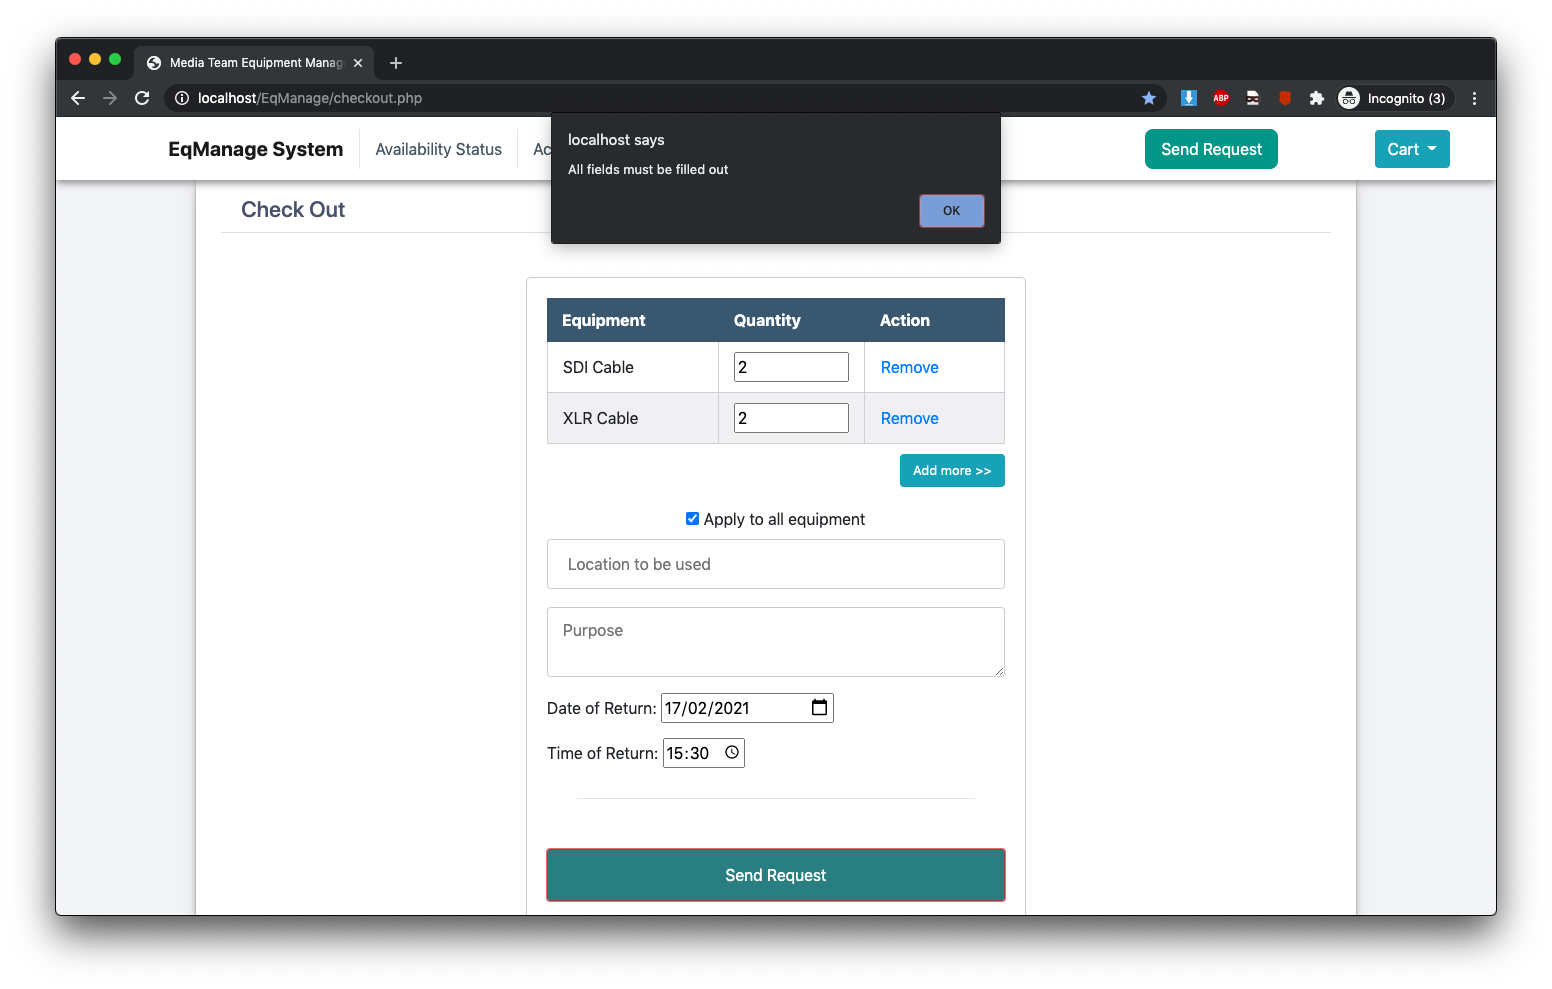 Media Team Equipment Manag
localhost/EqManage/checkout.php
ABP
Incognito (3)
localhost says
All fields must be filled out
OK
EqManage System
Availability Status
Ac
Send Request
Cart
Check Out
Equipment Quantity Action
SDI Cable 2 Remove
XLR Cable 2 Remove
Add more >>
Apply to all equipment
Location to be used
Purpose
Date of Return: 17/02/2021
Time of Return: 15:30
Send Request